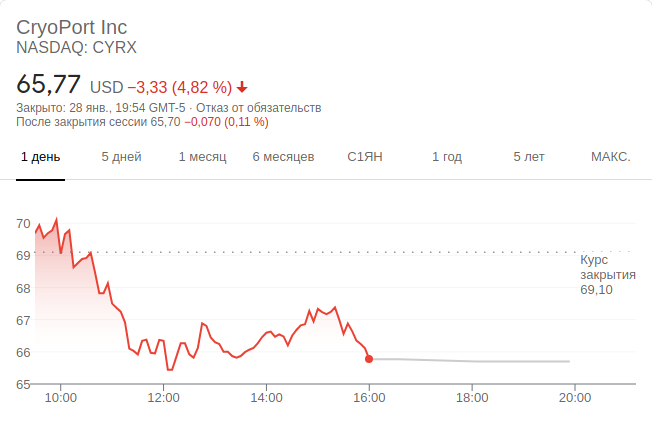 CryoPort Inc
NASDAQ: CYRX
65,77 USD −3,33 (4,82 %)
Закрыто: 28 янв., 19:54 GMT-5 · Отказ от обязательств
После закрытия сессии 65,70 −0,070 (0,11 %)
1 день 5 дней 1 месяц 6 месяцев С1ЯН 1 год 5 лет МАКС.
70
69
68
67
66
65
Курс
закрытия
69,10
10:00 12:00 14:00 16:00 18:00 20:00